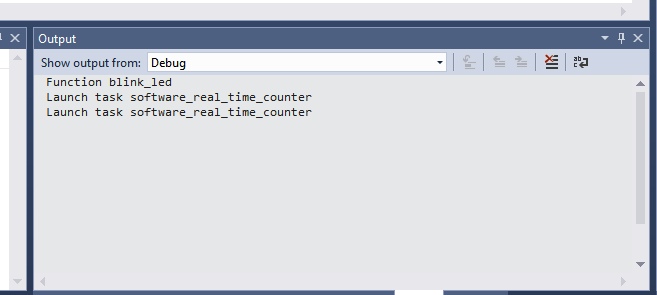 Output
Show output from: Debug
Function blink_led
Launch task software_real_time_counter
Launch task software_real_time_counter